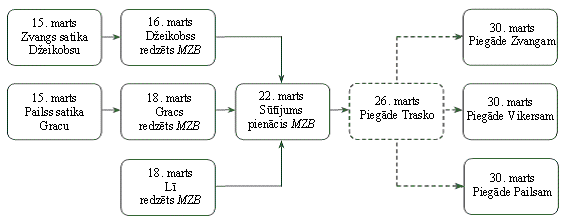 15. marts
Zvangs satika
Džeikobsu
16. marts
Džeikobss
redzēts MZB
30. marts
Piegāde Zvangam
15. marts
Pailss satika
Gracu
18. marts
Gracs
redzēts MZB
22. marts
Sūtījums
pienācis MZB
26. marts
Piegāde Trasko
30. marts
Piegāde Vikersam
18. marts
Lī
redzēts MZB
30. marts
Piegāde Pailsam